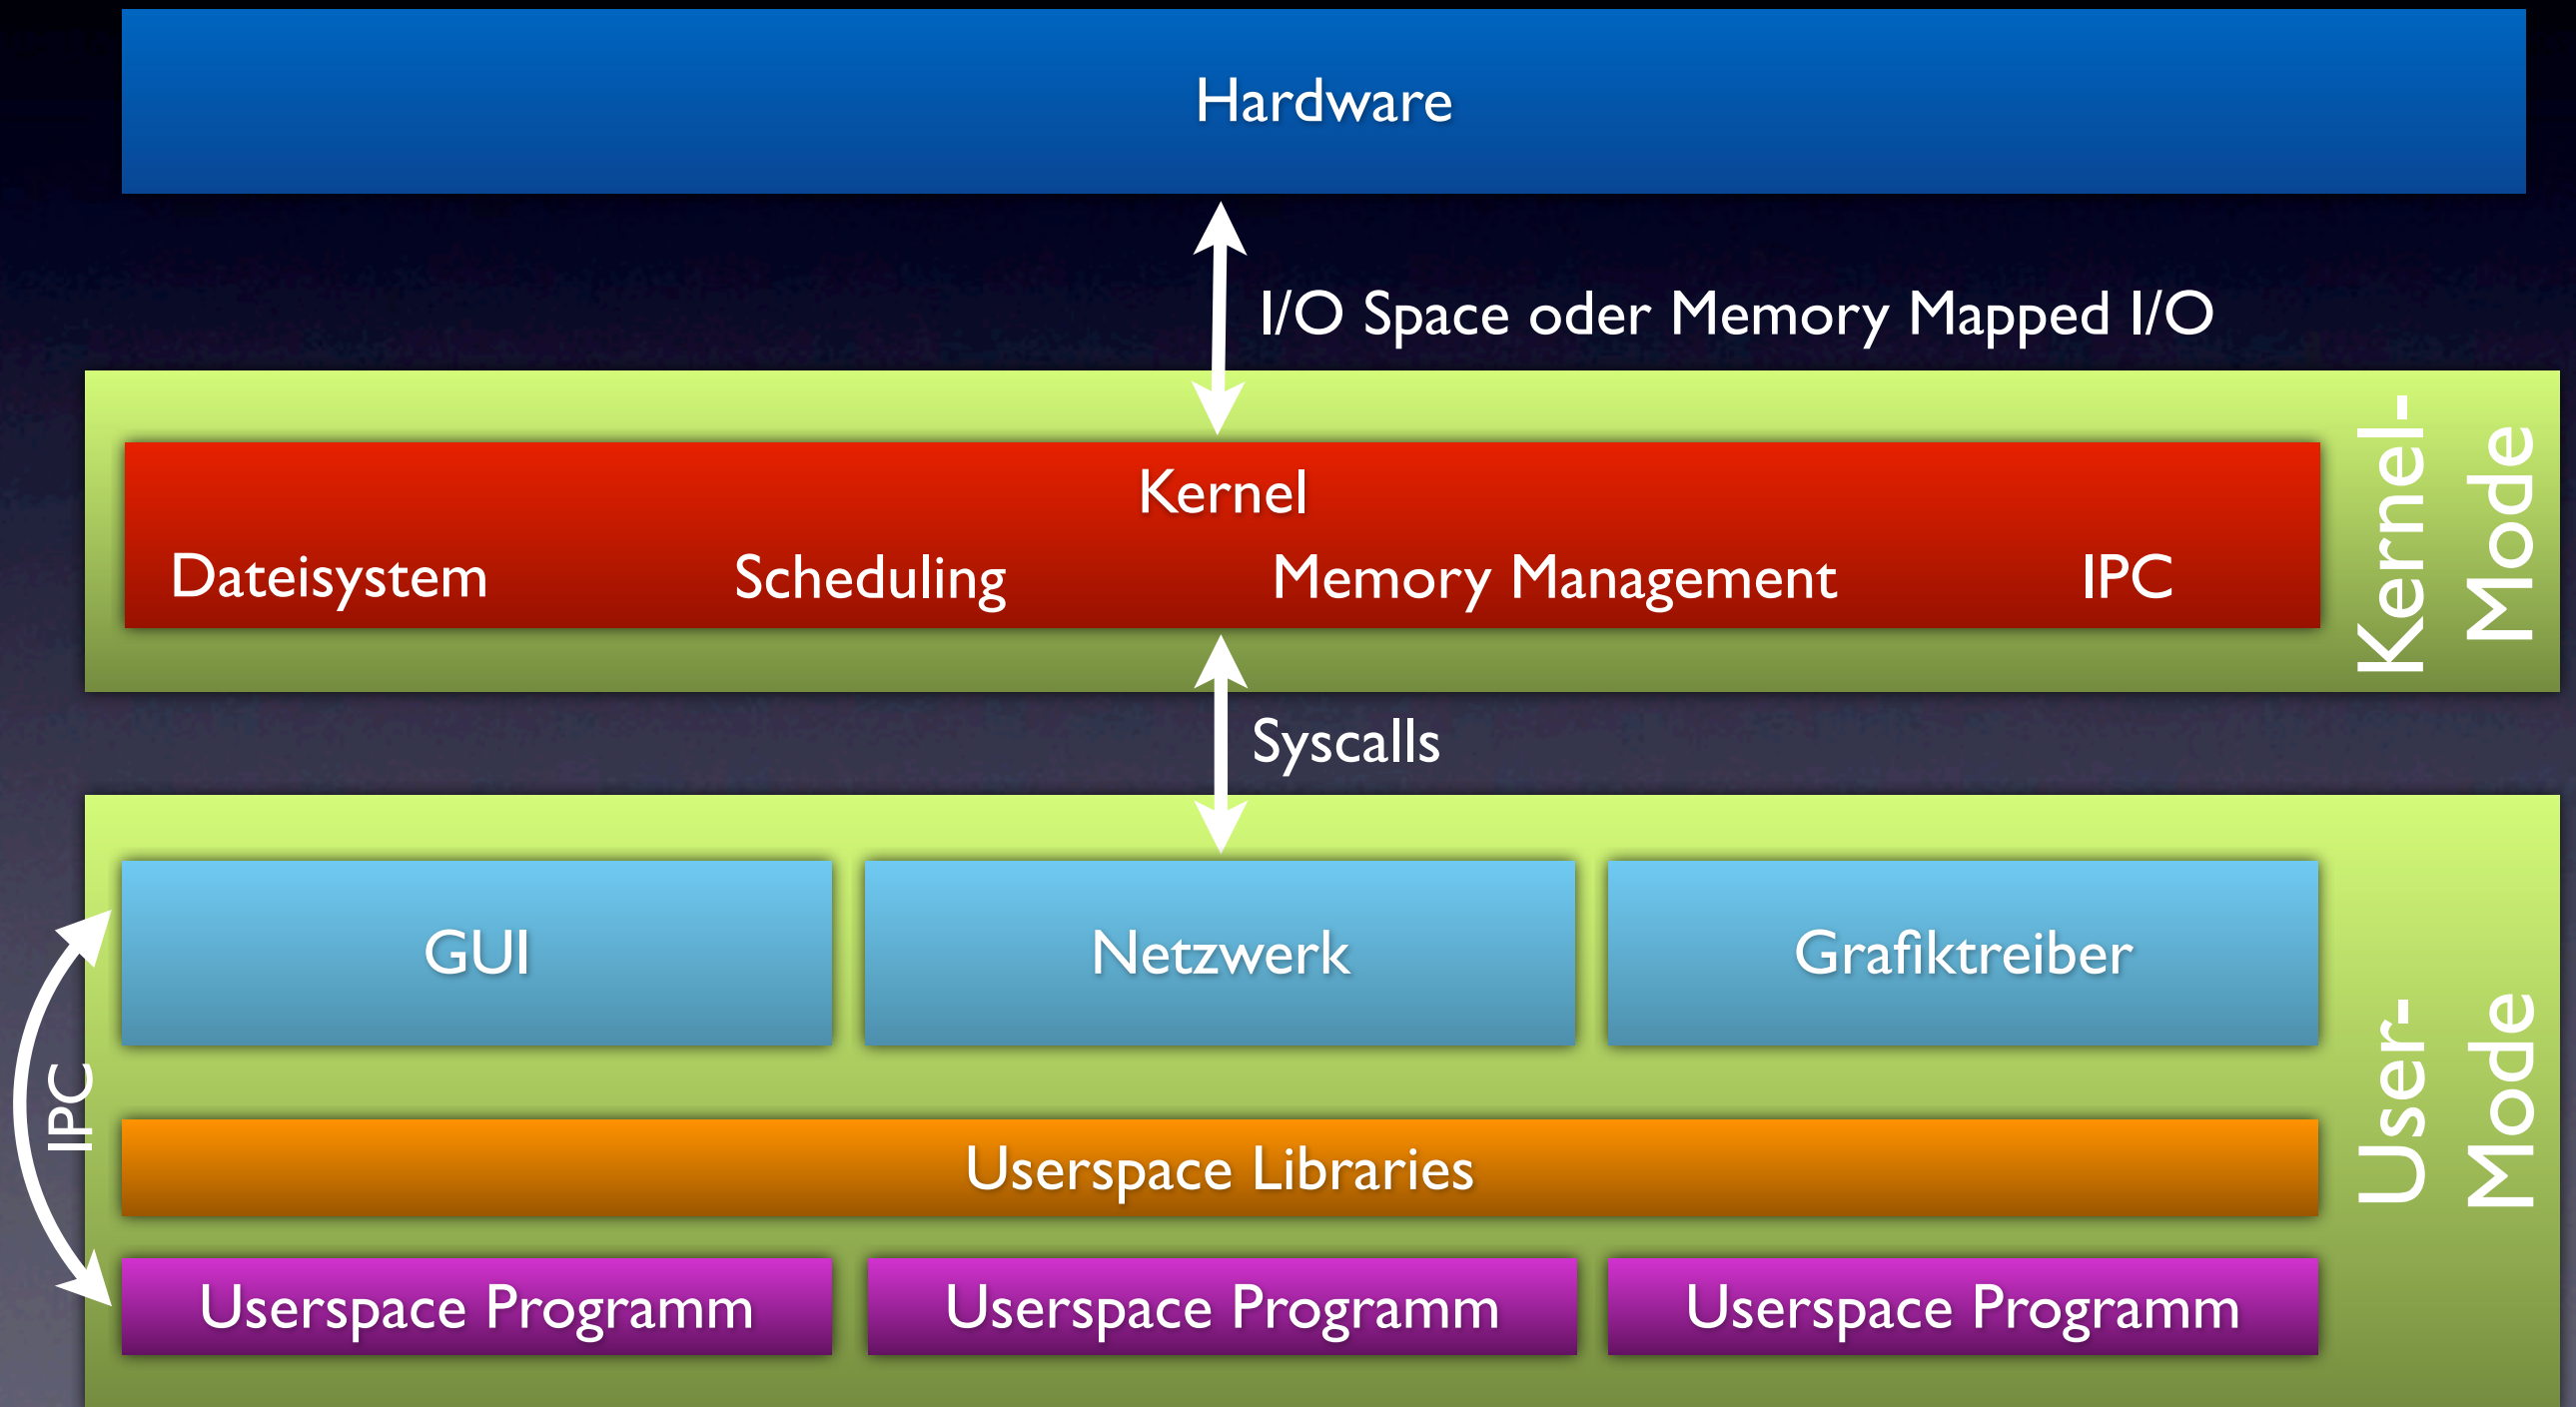 Hardware
I/O Space oder Memory Mapped I/O
Kernel
Dateisystem Scheduling Memory Management IPC
Kernel-
Mode
Syscalls
GUI Netzwerk Grafiktreiber
IPC
Userspace Libraries
Userspace Programm Userspace Programm Userspace Programm
User-
Mode